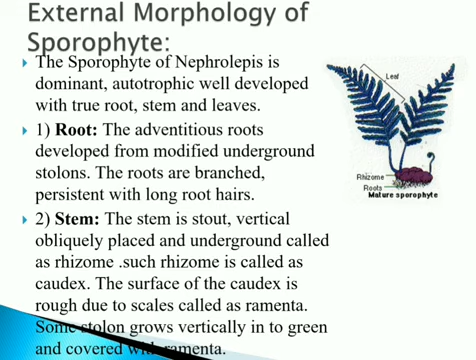 External Morphology of
Sporophyte:
The Sporophyte of Nephrolepis is
dominant, autotrophic well developed
with true root, stem and leaves.
1) Root: The adventitious roots
developed from modified underground
stolons. The roots are branched,
persistent with long root hairs.
2) Stem: The stem is stout, vertical
obliquely placed and underground called
as rhizome .such rhizome is called as
caudex. The surface of the caudex is
rough due to scales called as ramenta.
Some stolon grows vertically in to green
and covered with ramenta.
Leaf
Rhizome
Roots
Mature sporophyte